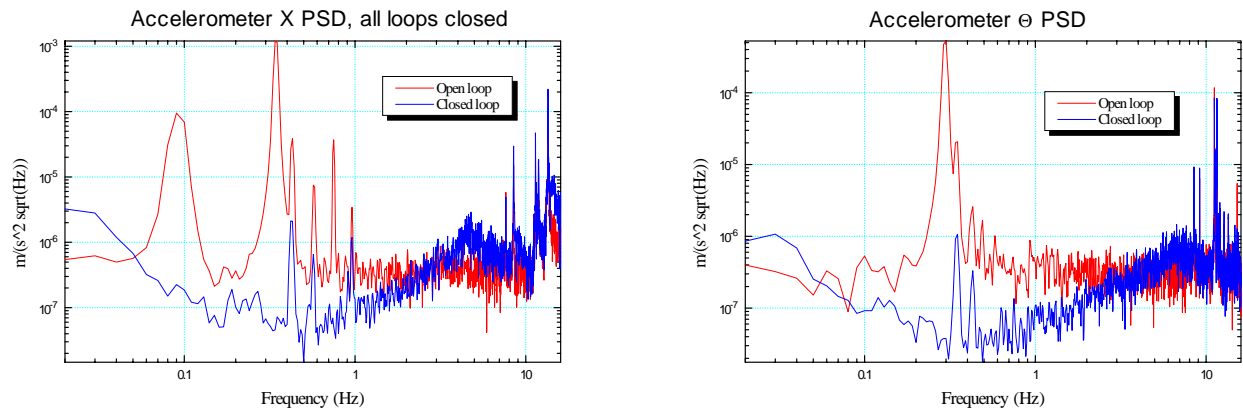 Accelerometer X PSD, all loops closed
10^-3
10^-4
10^-5
10^-6
10^-7
m/(s^2 sqrt(Hz))
Open loop
Closed loop
0.1
1
10
Frequency (Hz)
Accelerometer Θ PSD
10^-4
10^-5
10^-6
10^-7
m/(s^2 sqrt(Hz))
Open loop
Closed loop
0.1
1
10
Frequency (Hz)